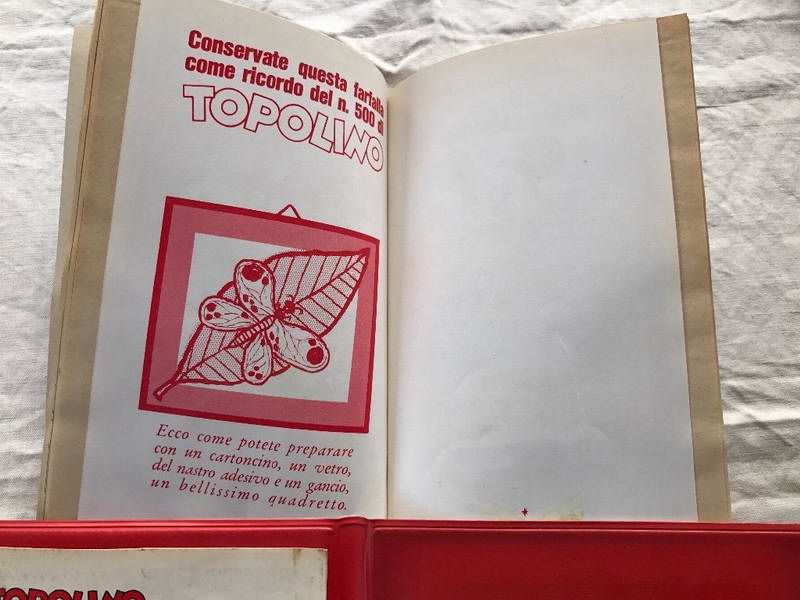 Conservate questa farfalla
come ricordo del n. 500 di
TOPOLINO
Ecco come potete preparare
con un cartoncino, un vetro,
del nastro adesivo e un gancio,
un bellissimo quadretto.
TOPOLINO